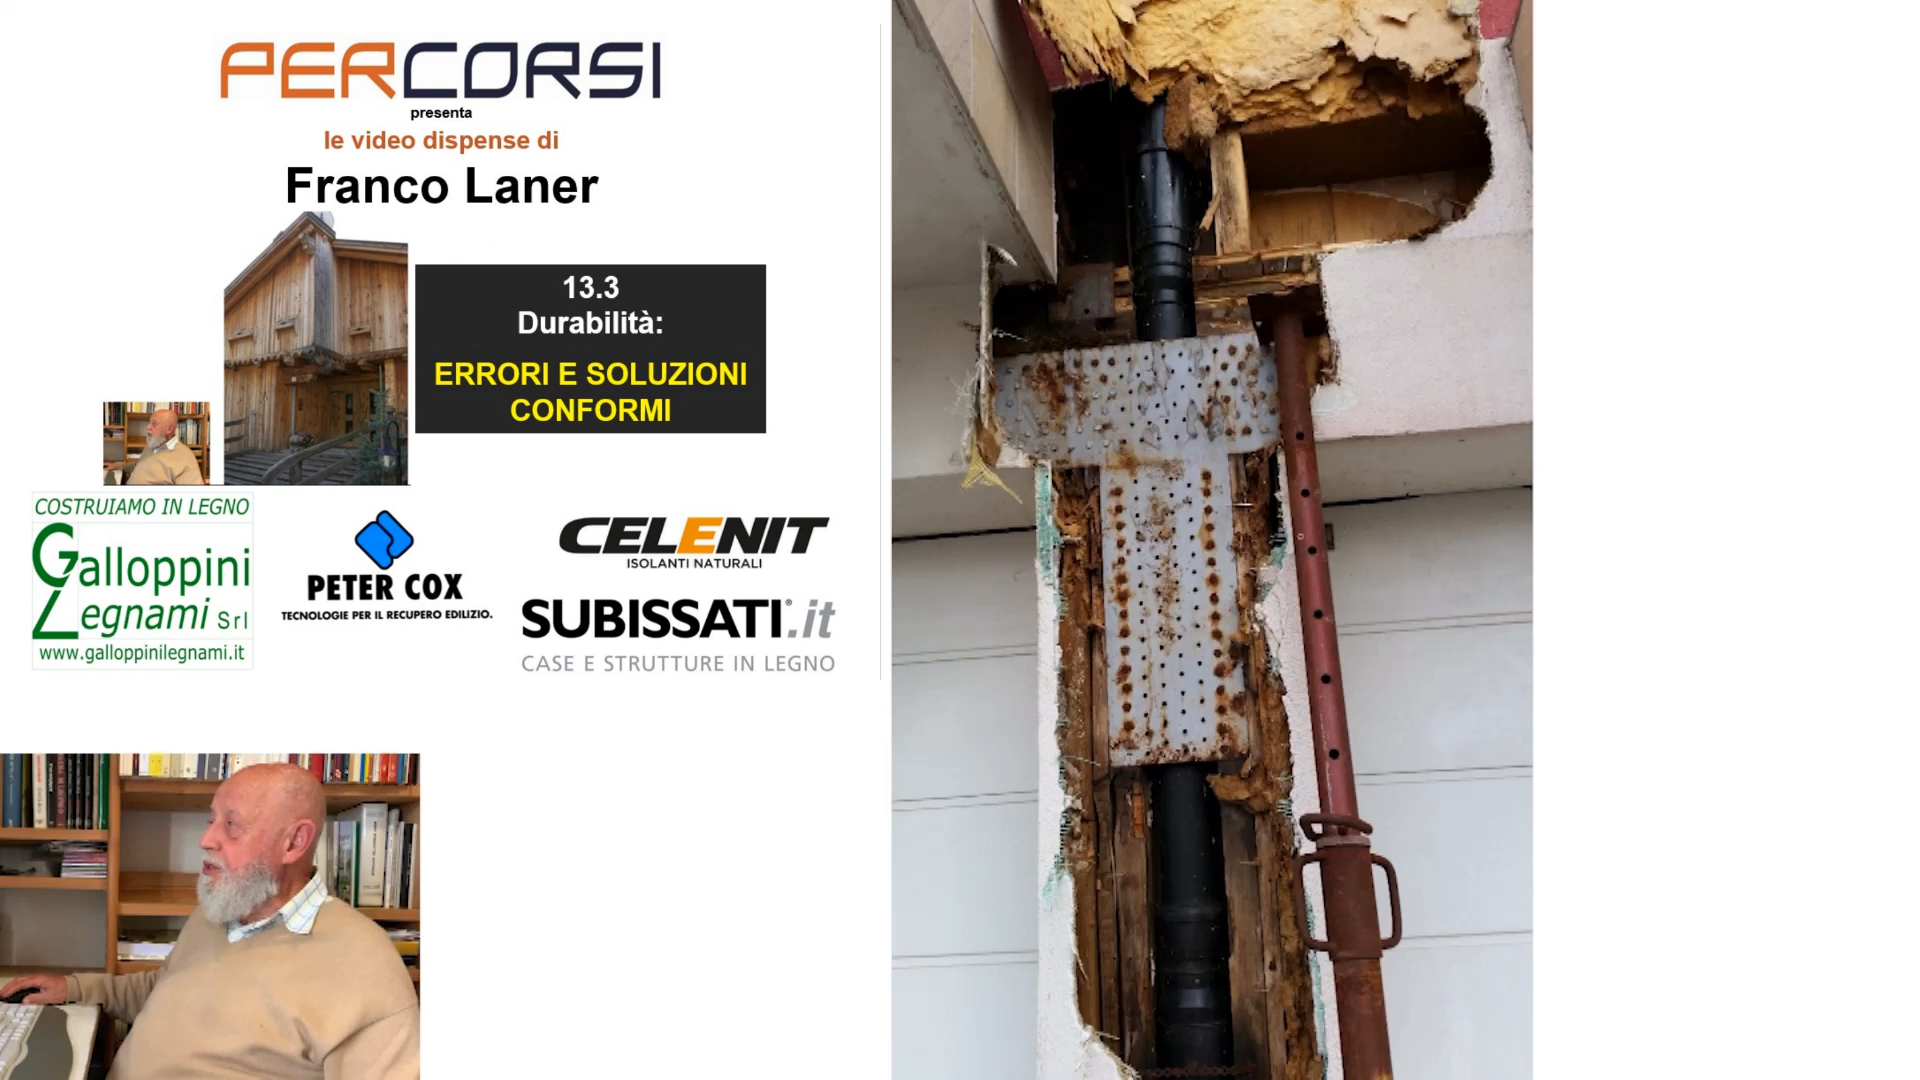 PERCORSI
presenta
le video dispense di
Franco Laner
13.3
Durabilità:
ERRORI E SOLUZIONI
CONFORMI
COSTRUIAMO IN LEGNO
Galloppini
Legnami Srl
www.galloppinilegnami.it
PETER COX
TECNOLOGIE PER IL RECUPERO EDILIZIO.
CELENIT
ISOLANTI NATURALI
SUBISSATI®.it
CASE E STRUTTURE IN LEGNO